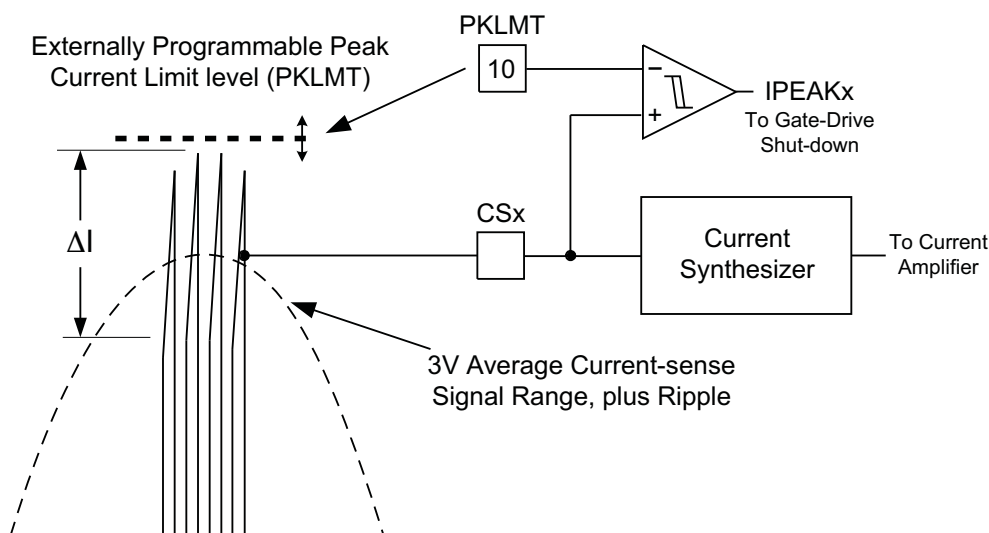 Externally Programmable Peak
Current Limit level (PKLMT)
PKLMT
10
−
+
IPEAKx
To Gate-Drive
Shut-down
ΔI
CSx
Current
Synthesizer
To Current
Amplifier
3V Average Current-sense
Signal Range, plus Ripple